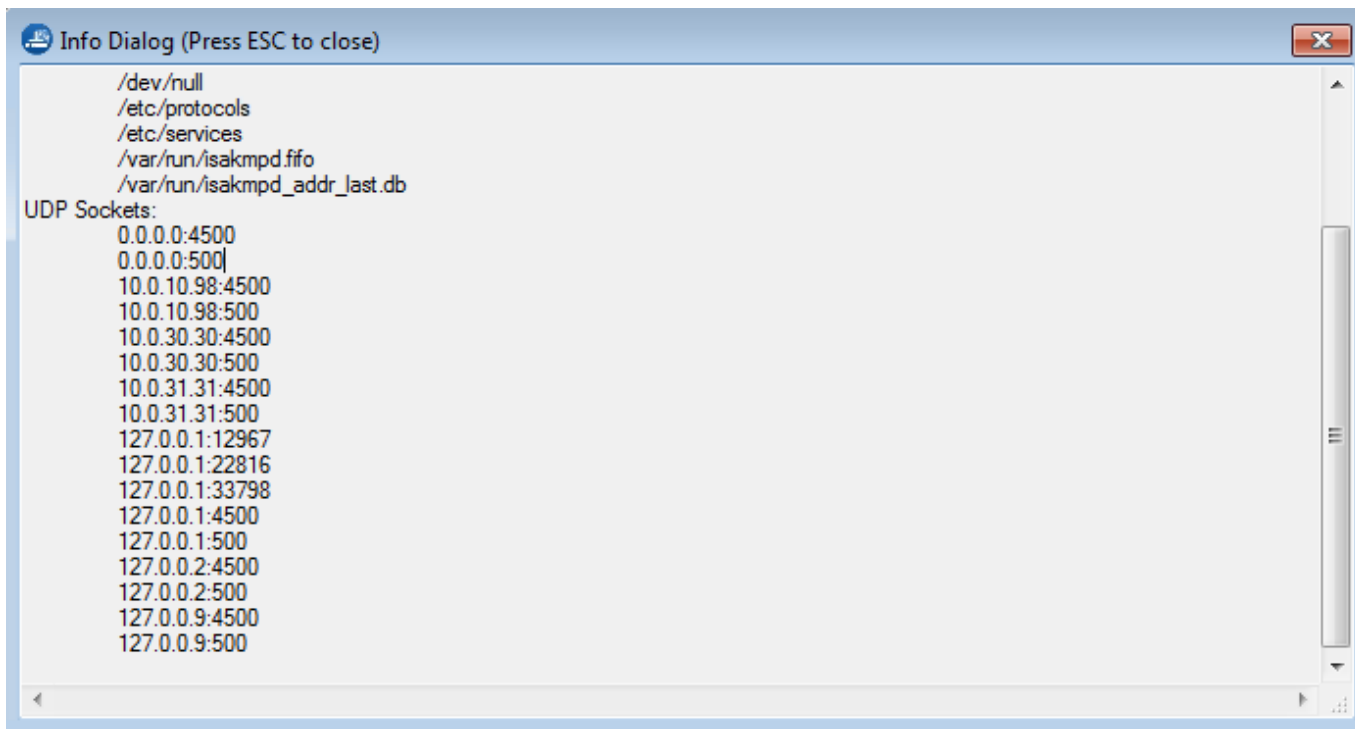 Info Dialog (Press ESC to close)
/dev/null
/etc/protocols
/etc/services
/var/run/isakmpd.fifo
/var/run/isakmpd_addr_last.db
UDP Sockets:
0.0.0.0:4500
0.0.0.0:500
10.0.10.98:4500
10.0.10.98:500
10.0.30.30:4500
10.0.30.30:500
10.0.31.31:4500
10.0.31.31:500
127.0.0.1:12967
127.0.0.1:22816
127.0.0.1:33798
127.0.0.1:4500
127.0.0.1:500
127.0.0.2:4500
127.0.0.2:500
127.0.0.9:4500
127.0.0.9:500